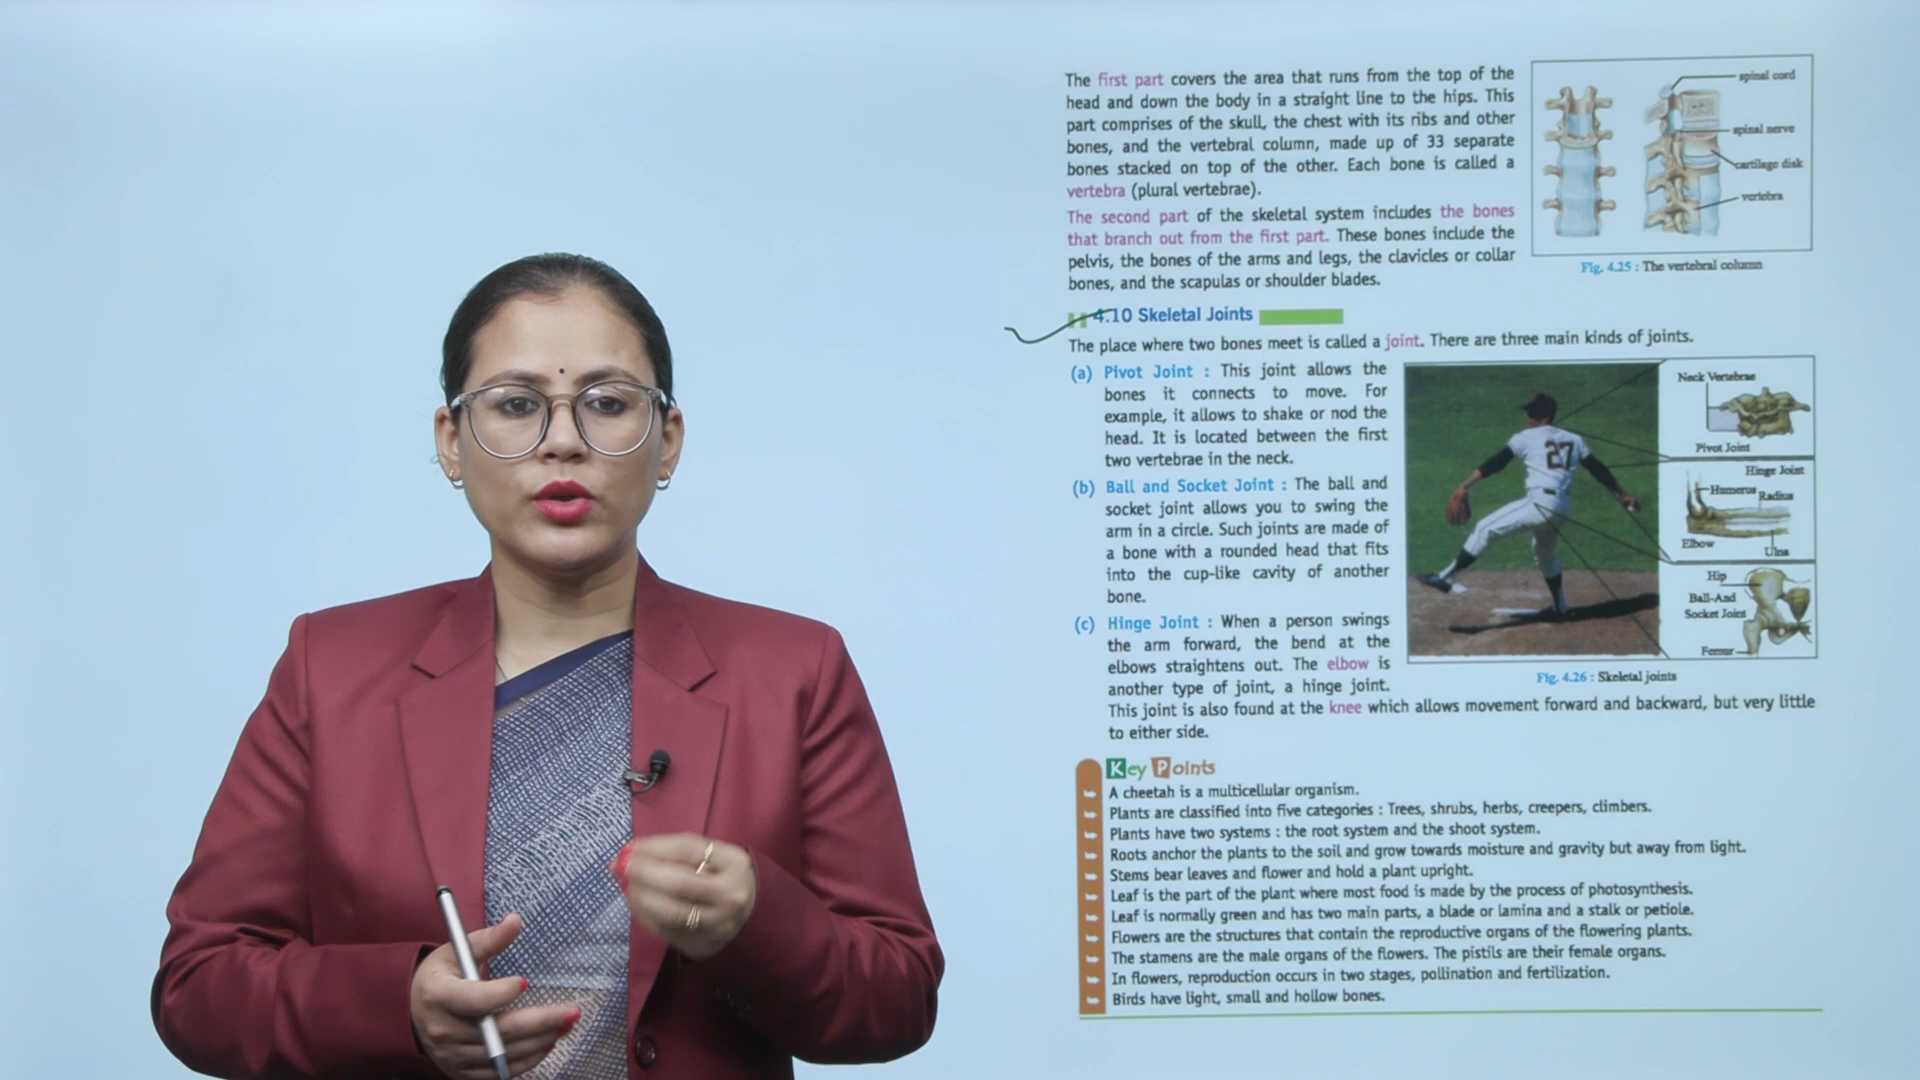 The first part covers the area that runs from the top of the
head and down the body in a straight line to the hips. This
part comprises of the skull, the chest with its ribs and other
bones, and the vertebral column, made up of 33 separate
bones stacked on top of the other. Each bone is called a
vertebra (plural vertebrae).
The second part of the skeletal system includes the bones
that branch out from the first part. These bones include the
pelvis, the bones of the arms and legs, the clavicles or collar
bones, and the scapulas or shoulder blades.
spinal cord
spinal nerve
cartilage disk
vertebra
Fig. 4.25 : The vertebral column
4.10 Skeletal Joints
The place where two bones meet is called a joint. There are three main kinds of joints.
(a) Pivot Joint : This joint allows the
bones it connects to move. For
example, it allows to shake or nod the
head. It is located between the first
two vertebrae in the neck.
(b) Ball and Socket Joint : The ball and
socket joint allows you to swing the
arm in a circle. Such joints are made of
a bone with a rounded head that fits
into the cup-like cavity of another
bone.
(c) Hinge Joint : When a person swings
the arm forward, the bend at the
elbows straightens out. The elbow is
another type of joint, a hinge joint.
This joint is also found at the knee which allows movement forward and backward, but very little
to either side.
27
Neck Vertebrae
Pivot Joint
Hinge Joint
Humerus
Radius
Elbow
Ulna
Hip
Ball-And
Socket Joint
Femur
Fig. 4.26 : Skeletal joints
Key Points
A cheetah is a multicellular organism.
Plants are classified into five categories : Trees, shrubs, herbs, creepers, climbers.
Plants have two systems : the root system and the shoot system.
Roots anchor the plants to the soil and grow towards moisture and gravity but away from light.
Stems bear leaves and flower and hold a plant upright.
Leaf is the part of the plant where most food is made by the process of photosynthesis.
Leaf is normally green and has two main parts, a blade or lamina and a stalk or petiole.
Flowers are the structures that contain the reproductive organs of the flowering plants.
The stamens are the male organs of the flowers. The pistils are their female organs.
In flowers, reproduction occurs in two stages, pollination and fertilization.
Birds have light, small and hollow bones.